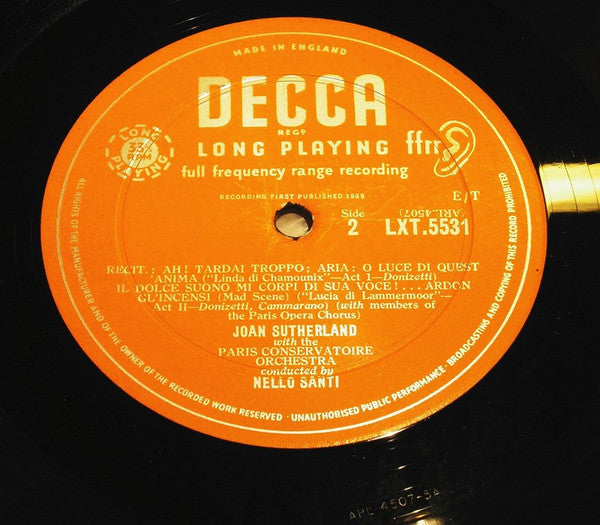 MADE IN ENGLAND
DECCA
REGD
LONG PLAYING ffrr
full frequency range recording
LONG
33⅓
RPM
PLAYING
RECORDING FIRST PUBLISHED 1959
E/T
Side
2
(ARL.4507)
LXT.5531
RECIT.; AH! TARDAI TROPPO; ARIA: O LUCE DI QUEST
ANIMA ("Linda di Chamounix"—Act 1—Donizetti)
IL DOLCE SUONO MI CORPI DI SUA VOCE! ... ARDON
GL'INCENSI (Mad Scene) ("Lucia di Lammermoor"—
Act II—Donizetti, Cammarano) (with members of
the Paris Opera Chorus)
JOAN SUTHERLAND
with the
PARIS CONSERVATOIRE
ORCHESTRA
conducted by
NELLO SANTI
ALL RIGHTS OF THE MANUFACTURER AND OF THE OWNER OF THE RECORDED WORK RESERVED · UNAUTHORISED PUBLIC PERFORMANCE · BROADCASTING AND COPYING OF THIS RECORD PROHIBITED